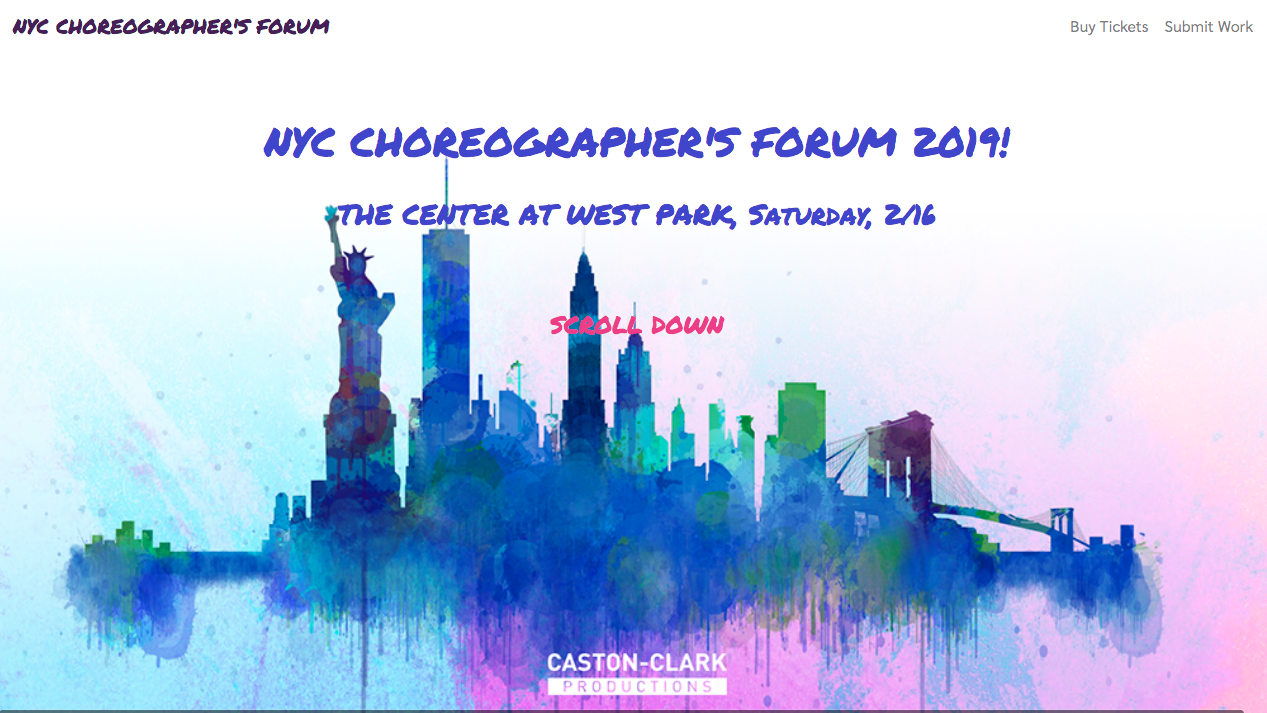 NYC CHOREOGRAPHER'S FORUM
Buy Tickets Submit Work
NYC CHOREOGRAPHER'S FORUM 2019!
THE CENTER AT WEST PARK, Saturday, 2/16
SCROLL DOWN
CASTON-CLARK
PRODUCTIONS